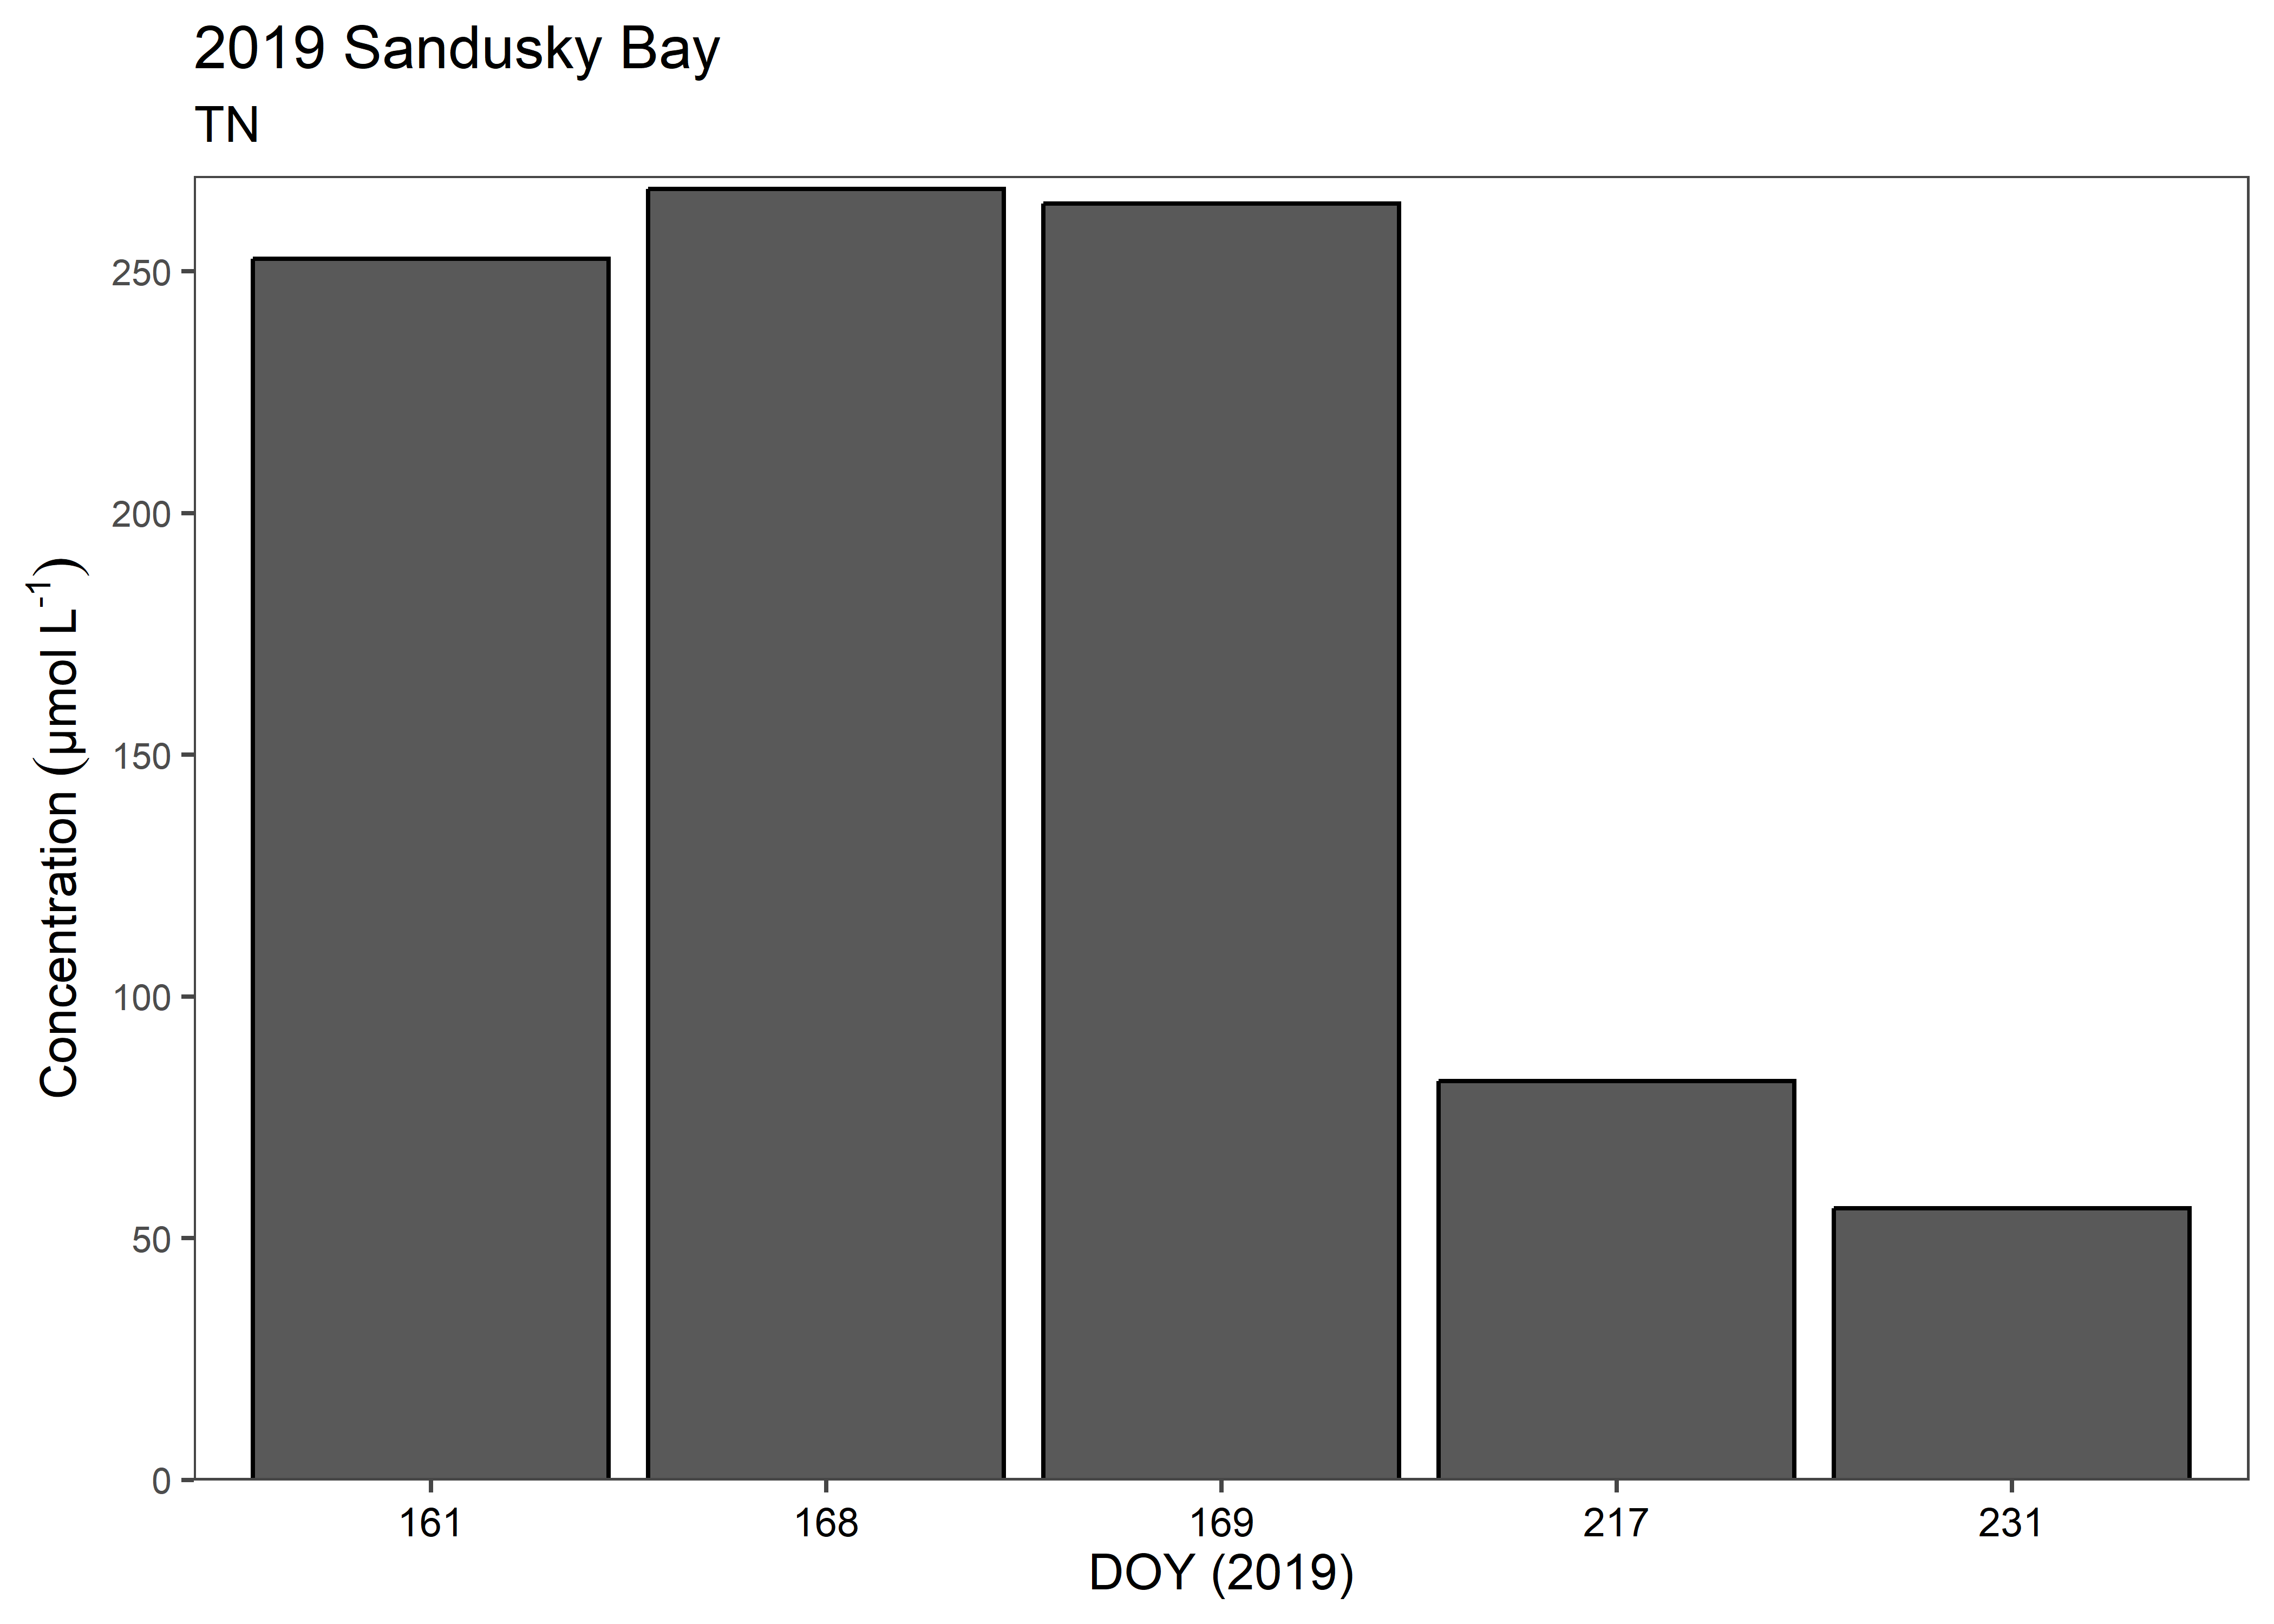 2019 Sandusky Bay
TN
Concentration (µmol L⁻¹)
250
200
150
100
50
0
161 168 169 217 231
DOY (2019)